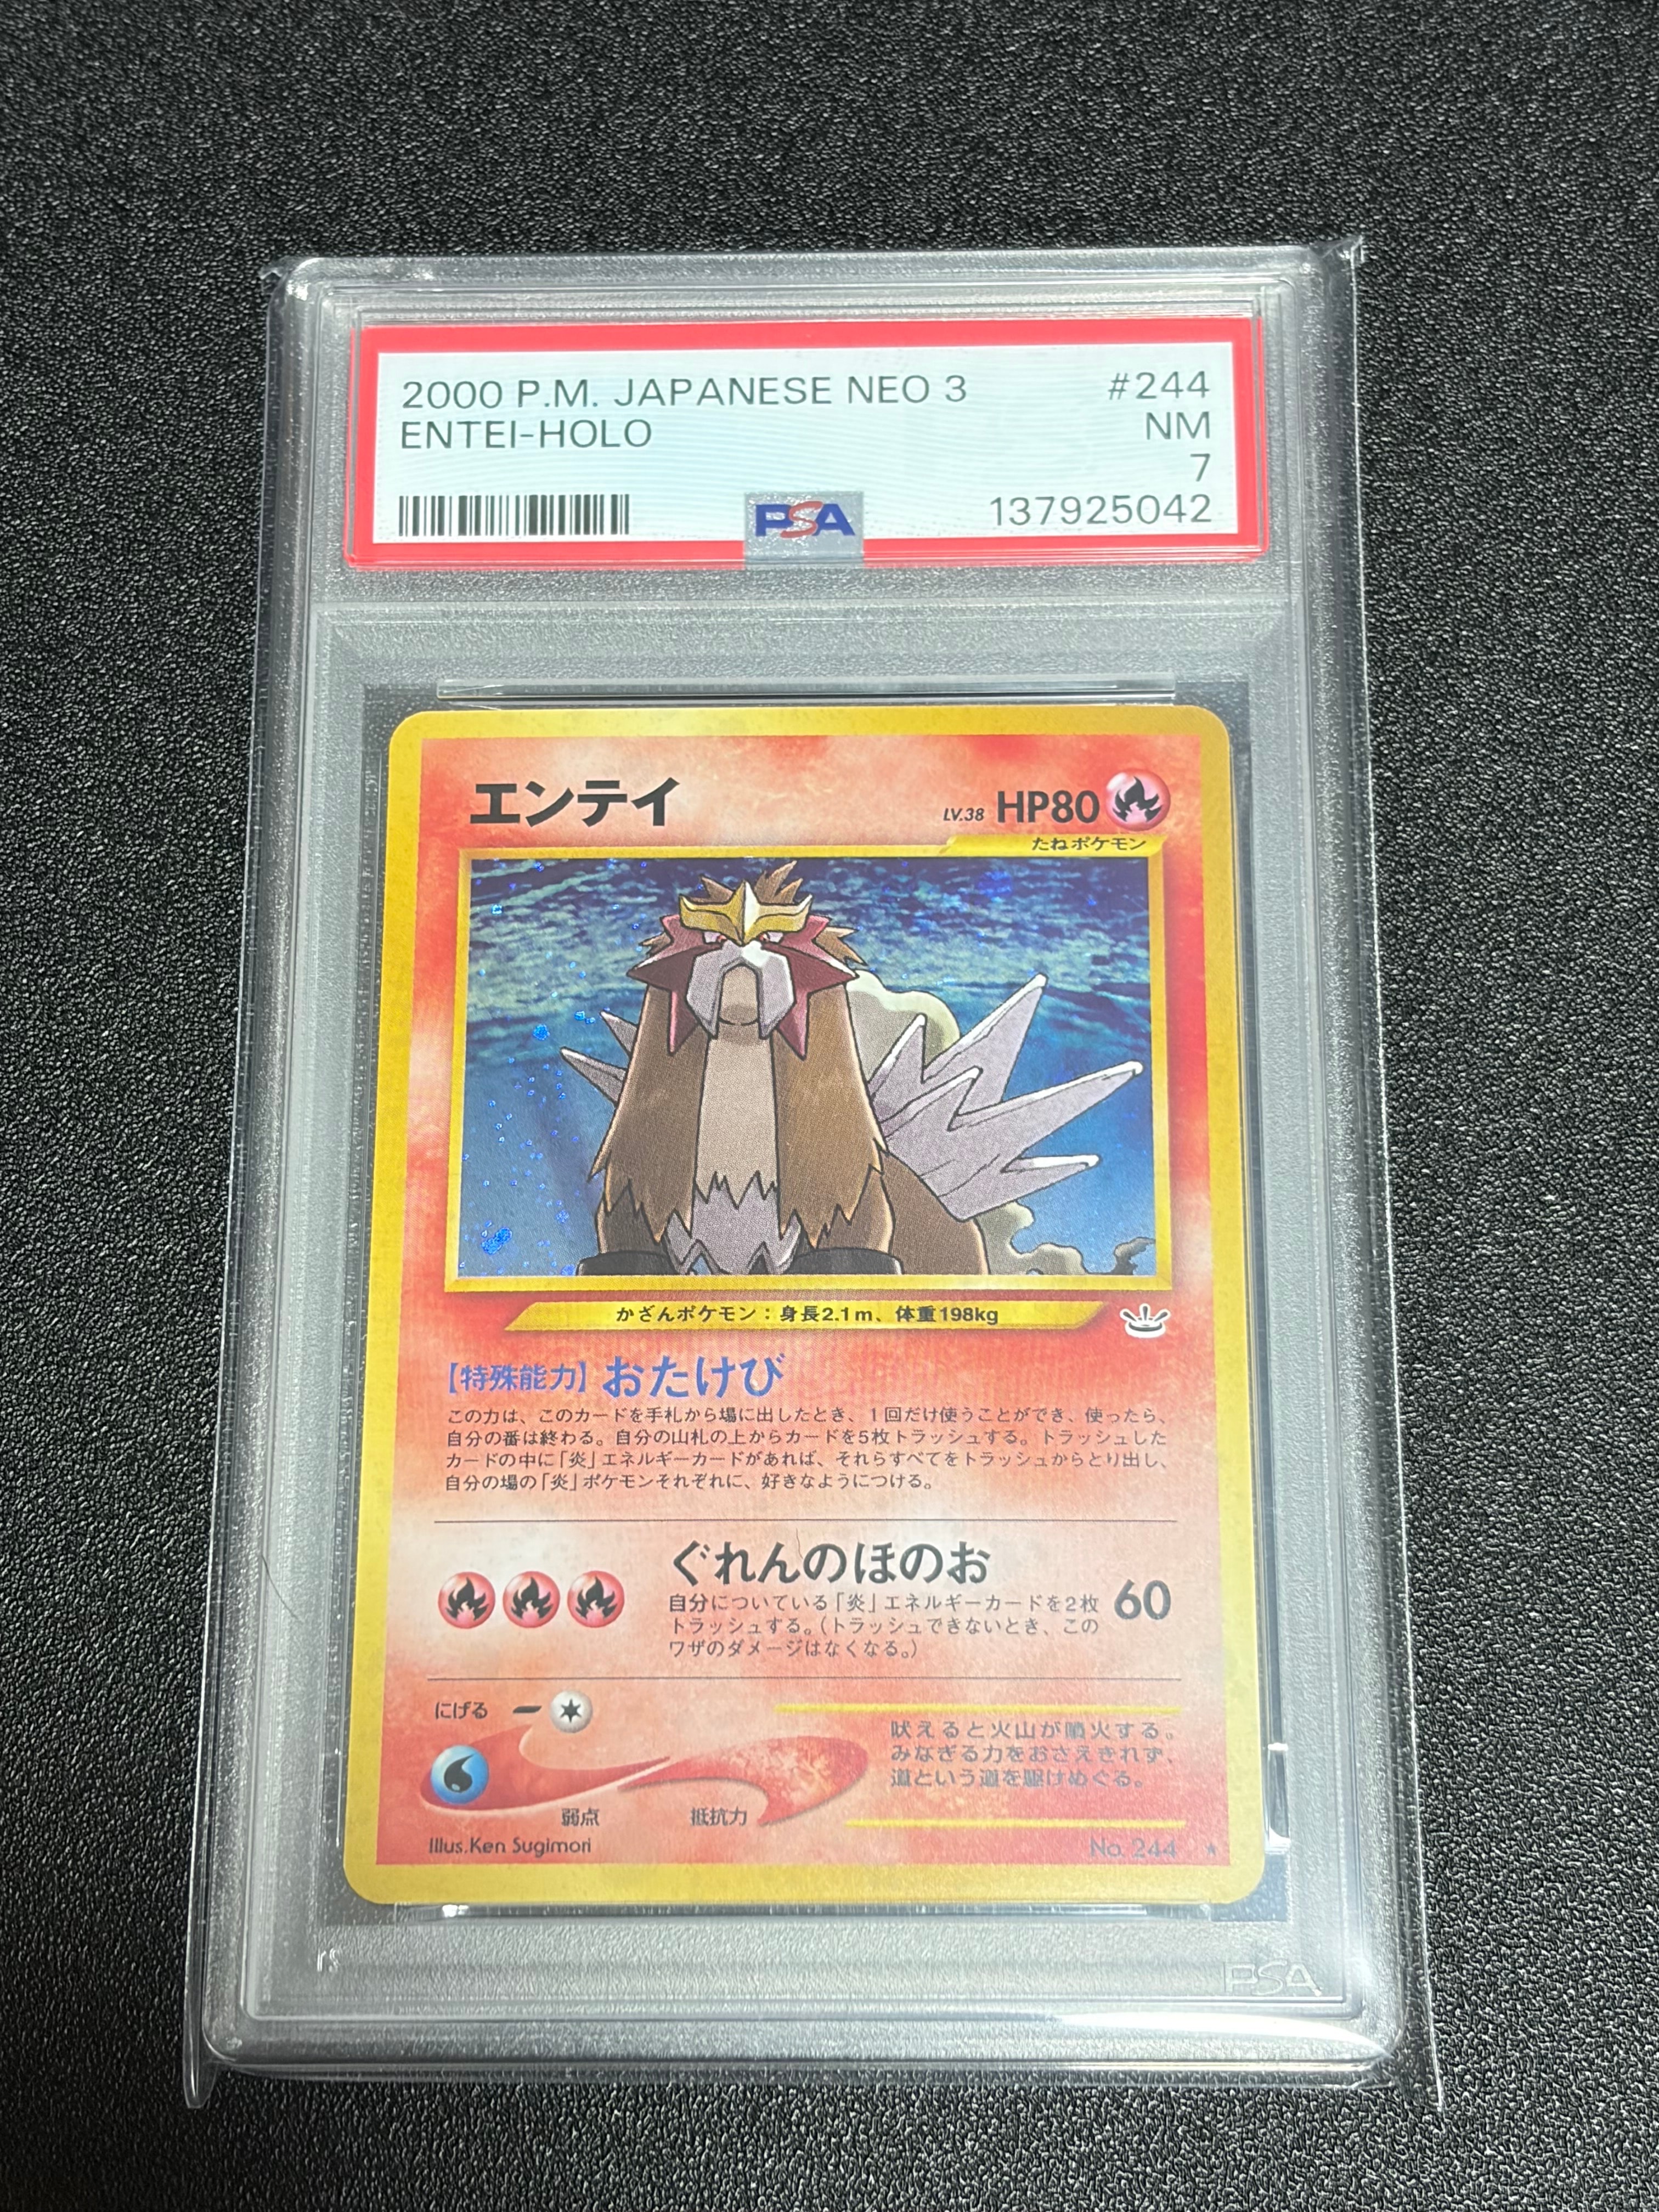 2000 P.M. JAPANESE NEO 3 #244
ENTEI-HOLO NM
7
PSA 137925042
エンテイ LV.38 HP80
たねポケモン
かざんポケモン：身長2.1m、体重198kg
【特殊能力】おたけび
この力は、このカードを手札から場に出したとき、1回だけ使うことができ、使ったら、
自分の番は終わる。自分の山札の上からカードを5枚トラッシュする。トラッシュした
カードの中に「炎」エネルギーカードがあれば、それらすべてをトラッシュからとり出し、
自分の場の「炎」ポケモンそれぞれに、好きなようにつける。
ぐれんのほのお 60
自分についている「炎」エネルギーカードを2枚
トラッシュする。（トラッシュできないとき、この
ワザのダメージはなくなる。）
にげる
吠えると火山が噴火する。
みなぎる力をおさえきれず、
道という道を駆けめぐる。
弱点 抵抗力
Illus.Ken Sugimori No. 244 ★
PSA